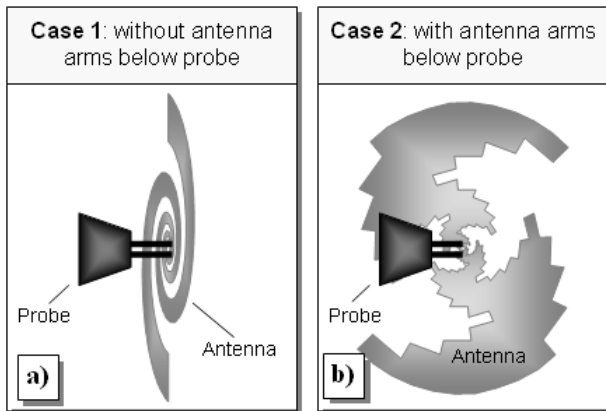 Case 1: without antenna
arms below probe
Probe
Antenna
a)
Case 2: with antenna arms
below probe
Probe
Antenna
b)